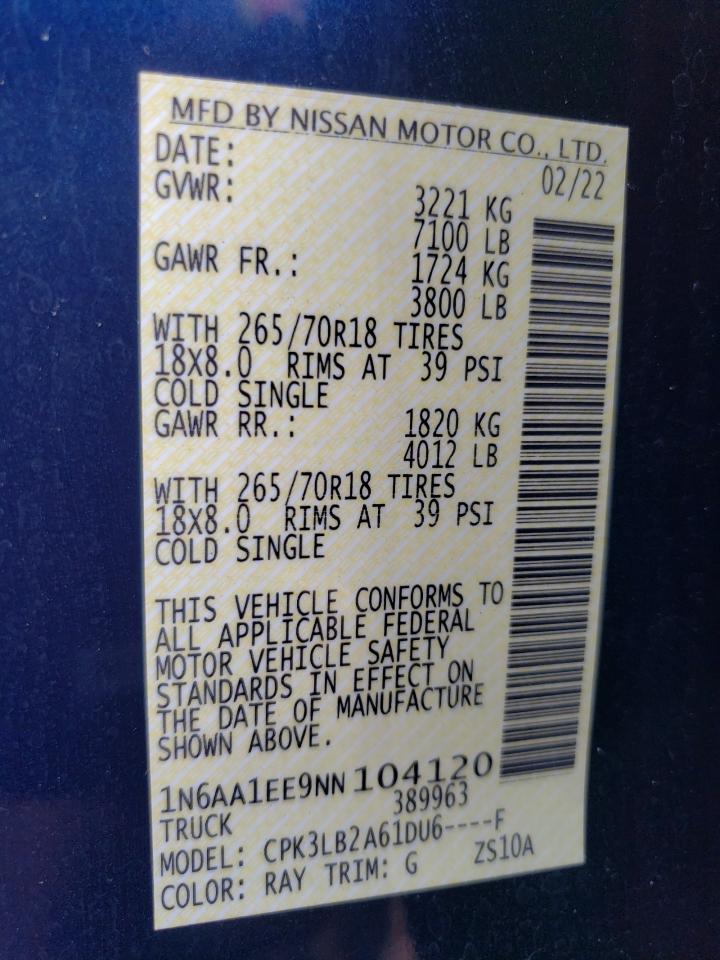 MFD BY NISSAN MOTOR CO., LTD.
DATE: 02/22
GVWR: 3221 KG
7100 LB
GAWR FR.: 1724 KG
3800 LB
WITH 265/70R18 TIRES
18X8.0 RIMS AT 39 PSI
COLD SINGLE
GAWR RR.: 1820 KG
4012 LB
WITH 265/70R18 TIRES
18X8.0 RIMS AT 39 PSI
COLD SINGLE
THIS VEHICLE CONFORMS TO
ALL APPLICABLE FEDERAL
MOTOR VEHICLE SAFETY
STANDARDS IN EFFECT ON
THE DATE OF MANUFACTURE
SHOWN ABOVE.
1N6AA1EE9NN104120
TRUCK 389963
MODEL: CPK3LB2A61DU6----F
COLOR: RAY TRIM: G ZS10A